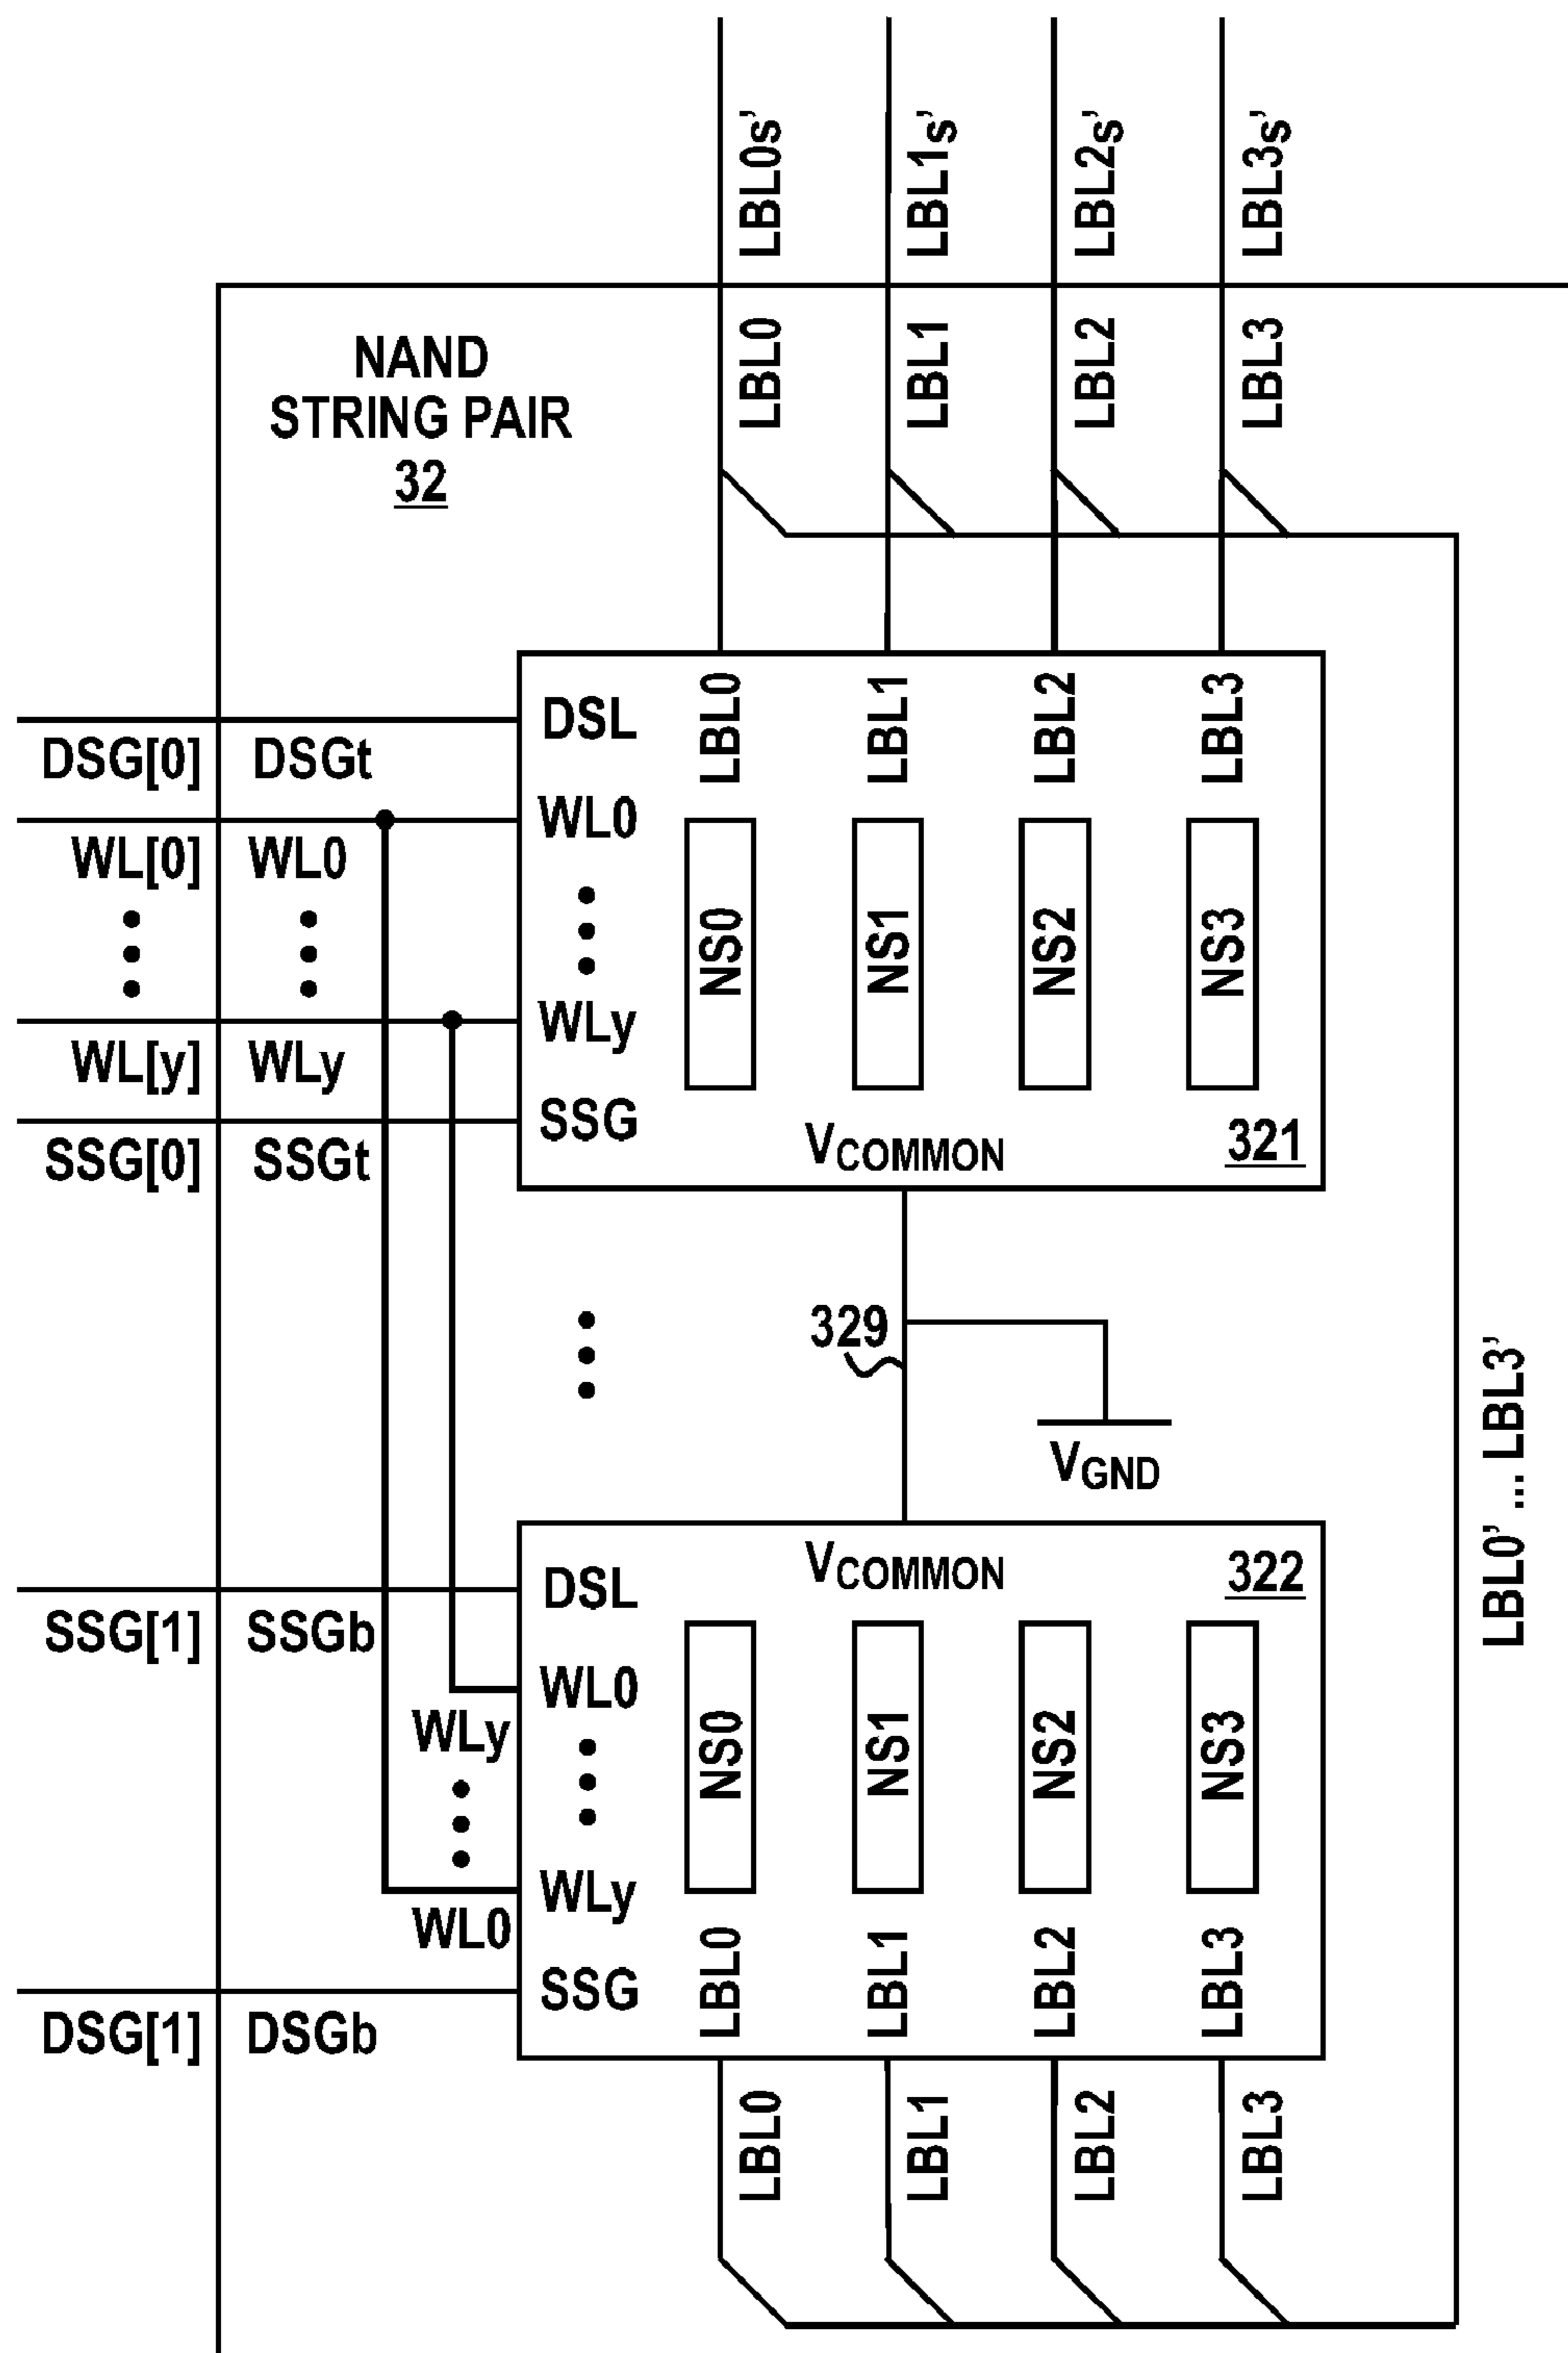 LBL0s’ LBL1s’ LBL2s’ LBL3s’
NAND
STRING PAIR
32
LBL0 LBL1 LBL2 LBL3
DSL LBL0 LBL1 LBL2 LBL3
DSG[0] DSGt
WL0
WL[0] WL0
NS0 NS1 NS2 NS3
WLy
WL[y] WLy
SSG
SSG[0] SSGt
VCOMMON 321
329
VGND
LBL0’ ... LBL3’
VCOMMON 322
DSL
SSG[1] SSGb
WL0
WLy
NS0 NS1 NS2 NS3
WLy
WL0
SSG LBL0 LBL1 LBL2 LBL3
DSG[1] DSGb
LBL0 LBL1 LBL2 LBL3